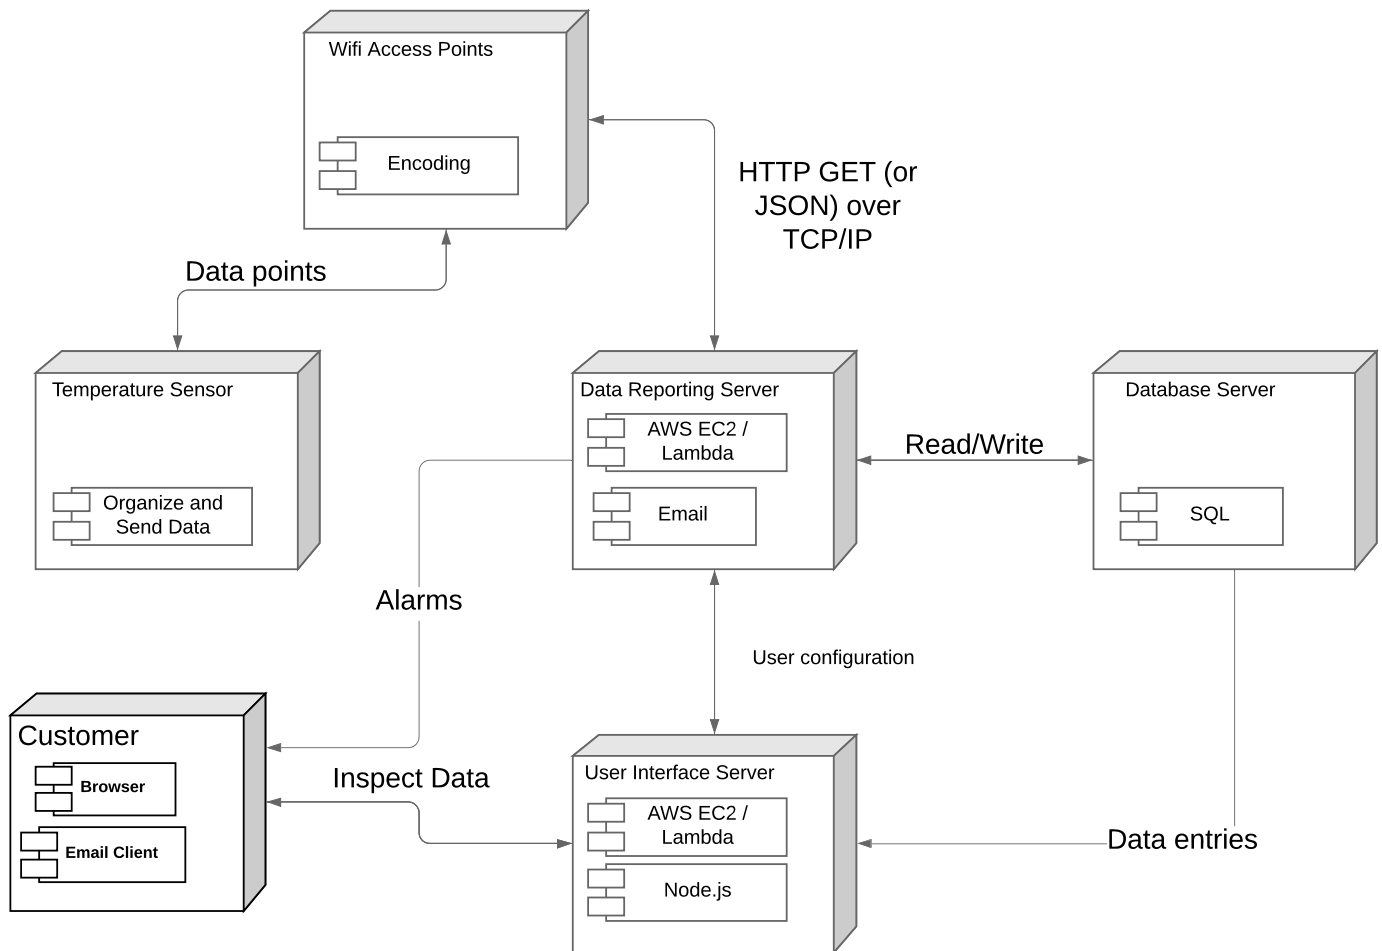 Wifi Access Points
Encoding
HTTP GET (or
JSON) over
TCP/IP
Data points
Temperature Sensor
Organize and
Send Data
Data Reporting Server
AWS EC2 /
Lambda
Email
Read/Write
Database Server
SQL
Alarms
User configuration
Customer
Browser
Email Client
Inspect Data
User Interface Server
AWS EC2 /
Lambda
Node.js
Data entries